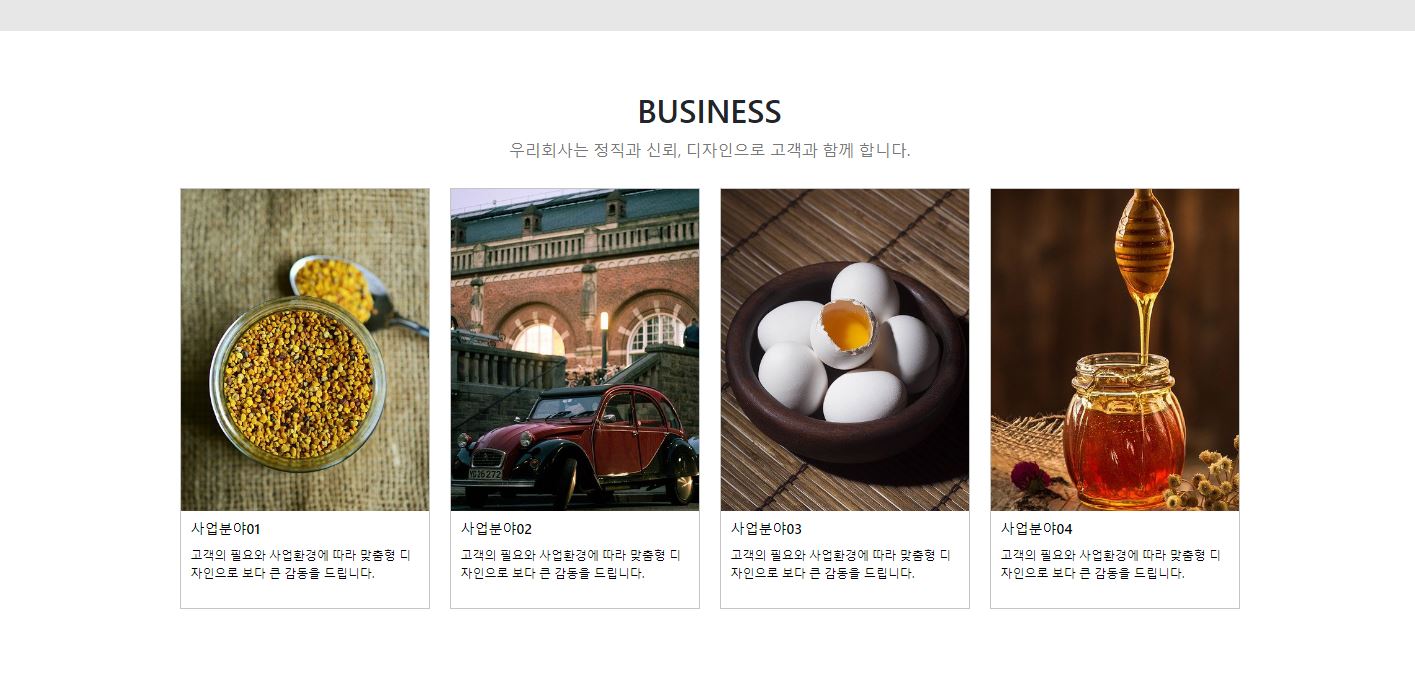 BUSINESS
우리회사는 정직과 신뢰, 디자인으로 고객과 함께 합니다.
사업분야01
고객의 필요와 사업환경에 따라 맞춤형 디
자인으로 보다 큰 감동을 드립니다.
사업분야02
고객의 필요와 사업환경에 따라 맞춤형 디
자인으로 보다 큰 감동을 드립니다.
사업분야03
고객의 필요와 사업환경에 따라 맞춤형 디
자인으로 보다 큰 감동을 드립니다.
사업분야04
고객의 필요와 사업환경에 따라 맞춤형 디
자인으로 보다 큰 감동을 드립니다.